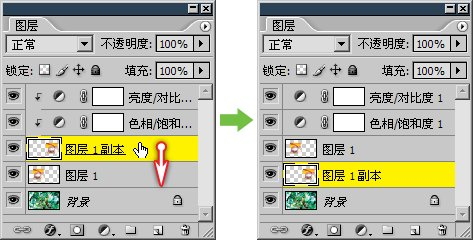 图层
正常
不透明度: 100%
锁定: 填充: 100%
亮度/对比...
色相/饱和...
图层 1 副本
图层 1
背景
图层
正常
不透明度: 100%
锁定: 填充: 100%
亮度/对比度 1
色相/饱和度 1
图层 1
图层 1 副本
背景